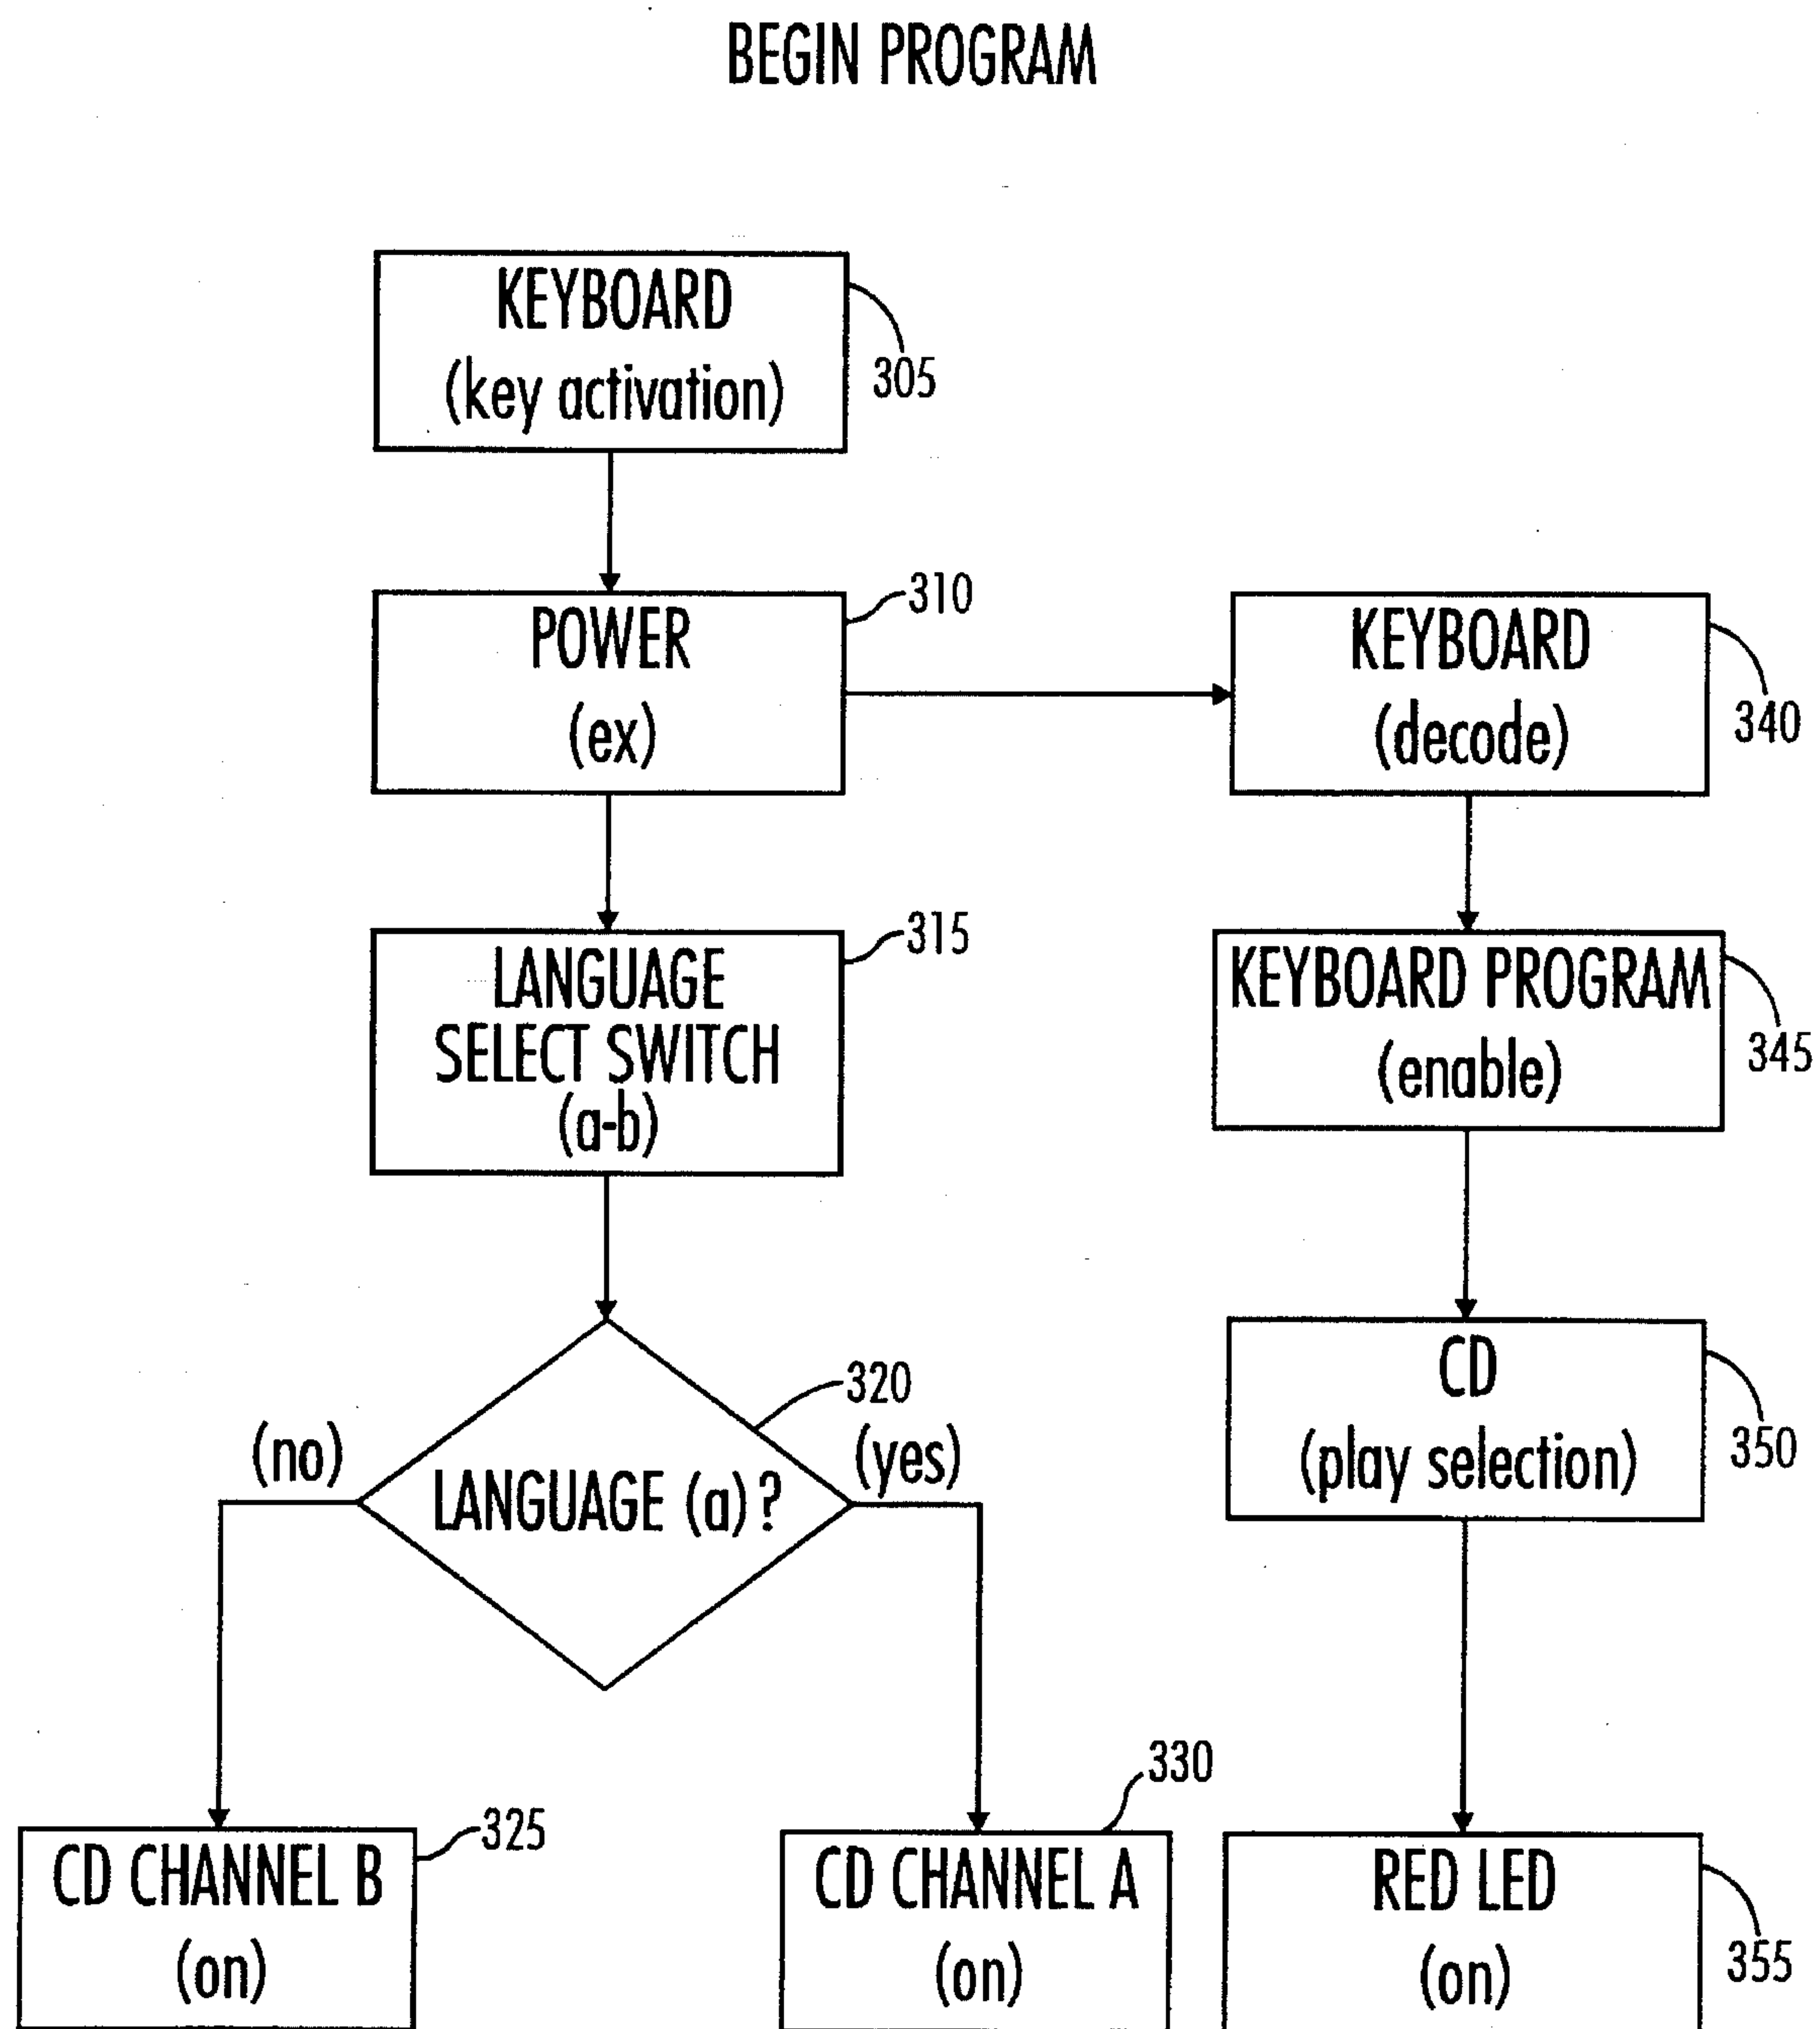 BEGIN PROGRAM
KEYBOARD
(key activation)
305
POWER
(ex)
310
KEYBOARD
(decode)
340
LANGUAGE
SELECT SWITCH
(a-b)
315
KEYBOARD PROGRAM
(enable)
345
LANGUAGE (a)?
320
(no)
(yes)
CD
(play selection)
350
CD CHANNEL B
(on)
325
CD CHANNEL A
(on)
330
RED LED
(on)
355